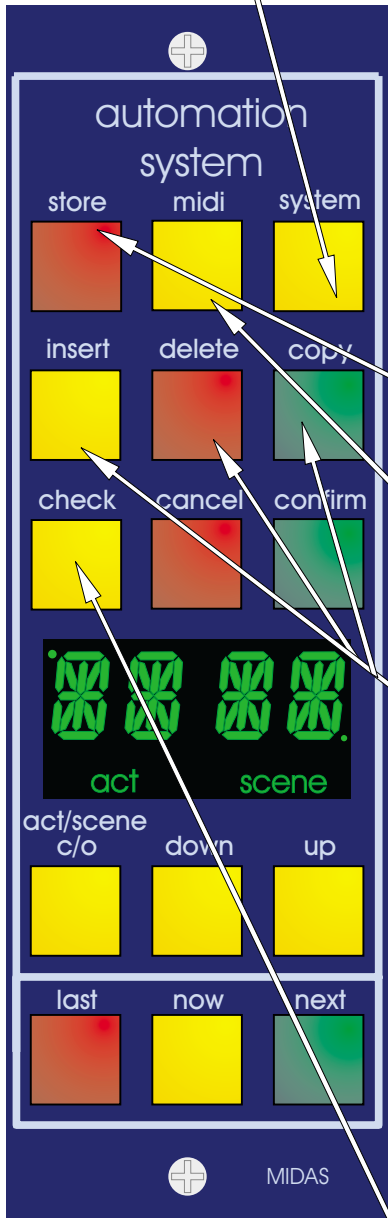 automation
system
store midi system
insert delete copy
check cancel confirm
act scene
act/scene
c/o down up
last now next
MIDAS